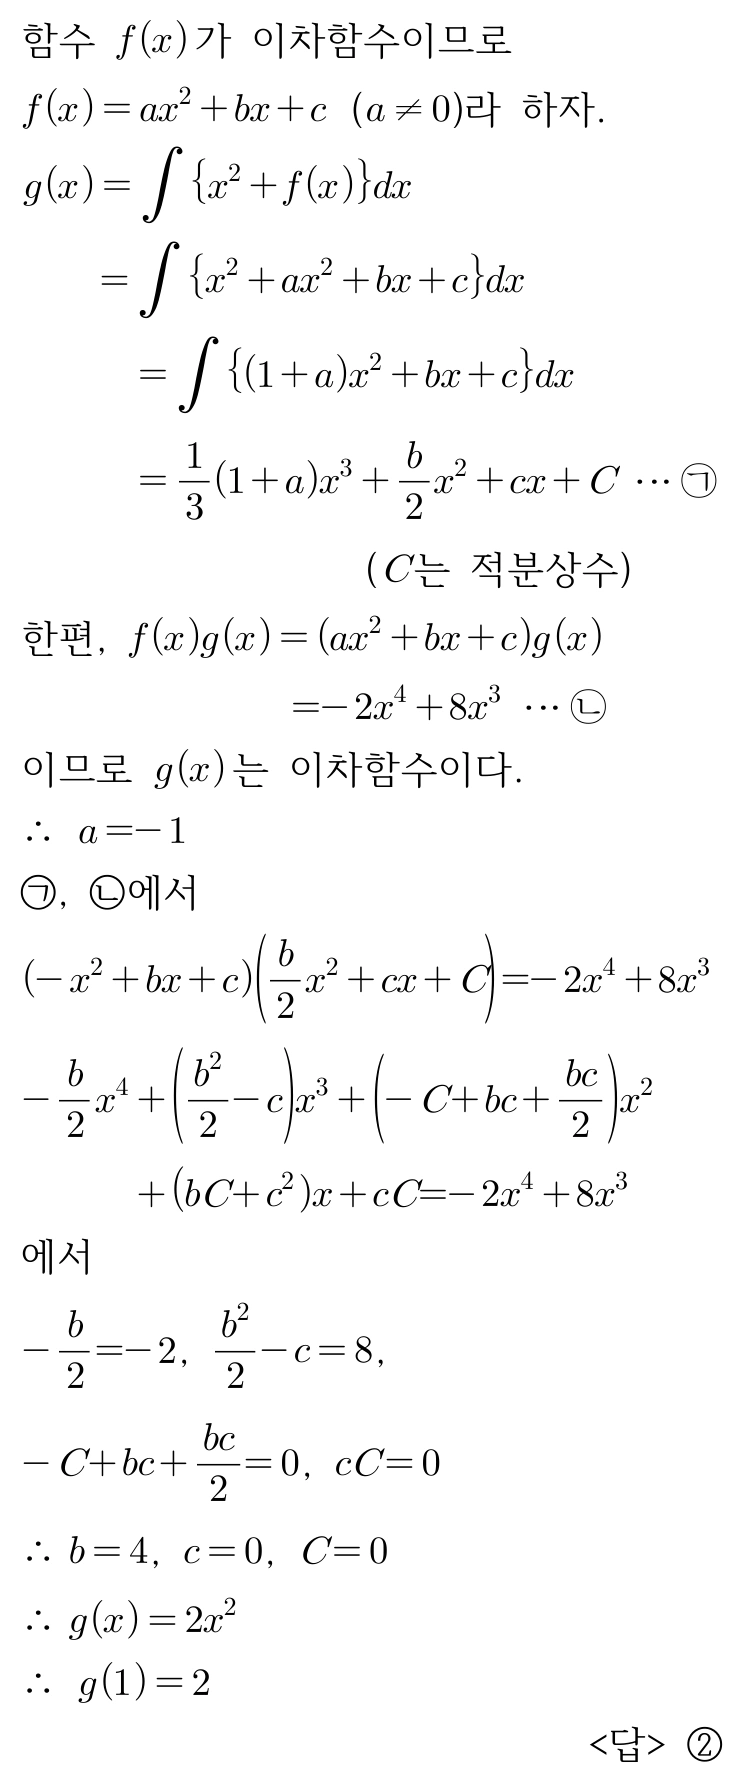 함수 f(x)가 이차함수이므로
f(x)=ax²+bx+c (a≠0)라 하자.
g(x)=∫{x²+f(x)}dx
=∫{x²+ax²+bx+c}dx
=∫{(1+a)x²+bx+c}dx
=1/3(1+a)x³+b/2x²+cx+C ⋯㉠
(C는 적분상수)
한편, f(x)g(x)=(ax²+bx+c)g(x)
=-2x⁴+8x³ ⋯㉡
이므로 g(x)는 이차함수이다.
∴ a=-1
㉠, ㉡에서
(-x²+bx+c)(b/2x²+cx+C)=-2x⁴+8x³
-b/2x⁴+(b²/2-c)x³+(-C+bc+bc/2)x²
+(bC+c²)x+cC=-2x⁴+8x³
에서
-b/2=-2, b²/2-c=8,
-C+bc+bc/2=0, cC=0
∴ b=4, c=0, C=0
∴ g(x)=2x²
∴ g(1)=2
<답> ②